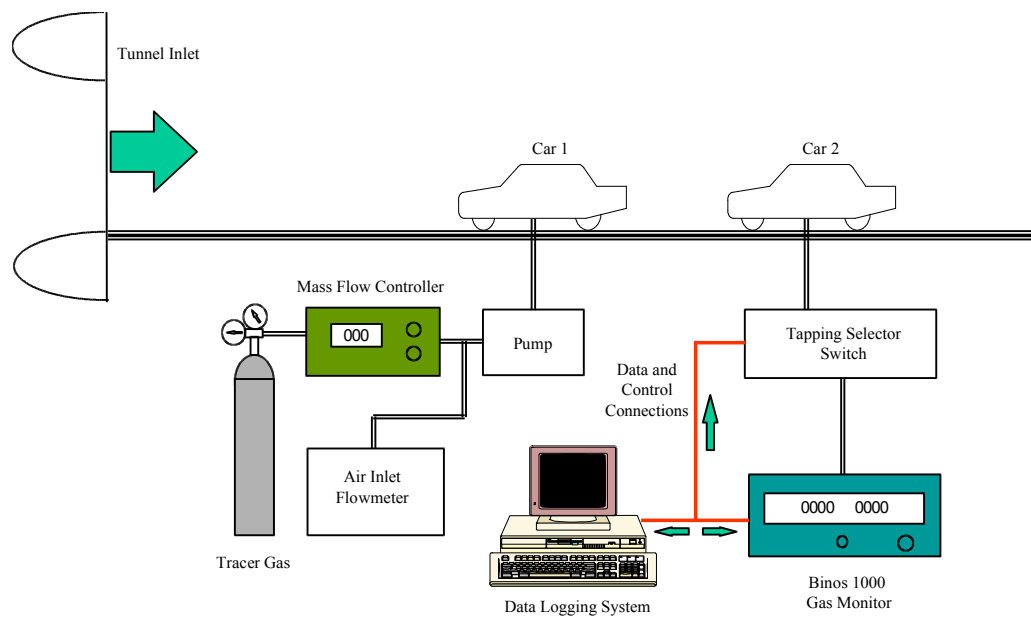 Tunnel Inlet
Car 1
Car 2
Mass Flow Controller
000
Pump
Tapping Selector
Switch
Data and
Control
Connections
Air Inlet
Flowmeter
0000 0000
Tracer Gas
Data Logging System
Binos 1000
Gas Monitor